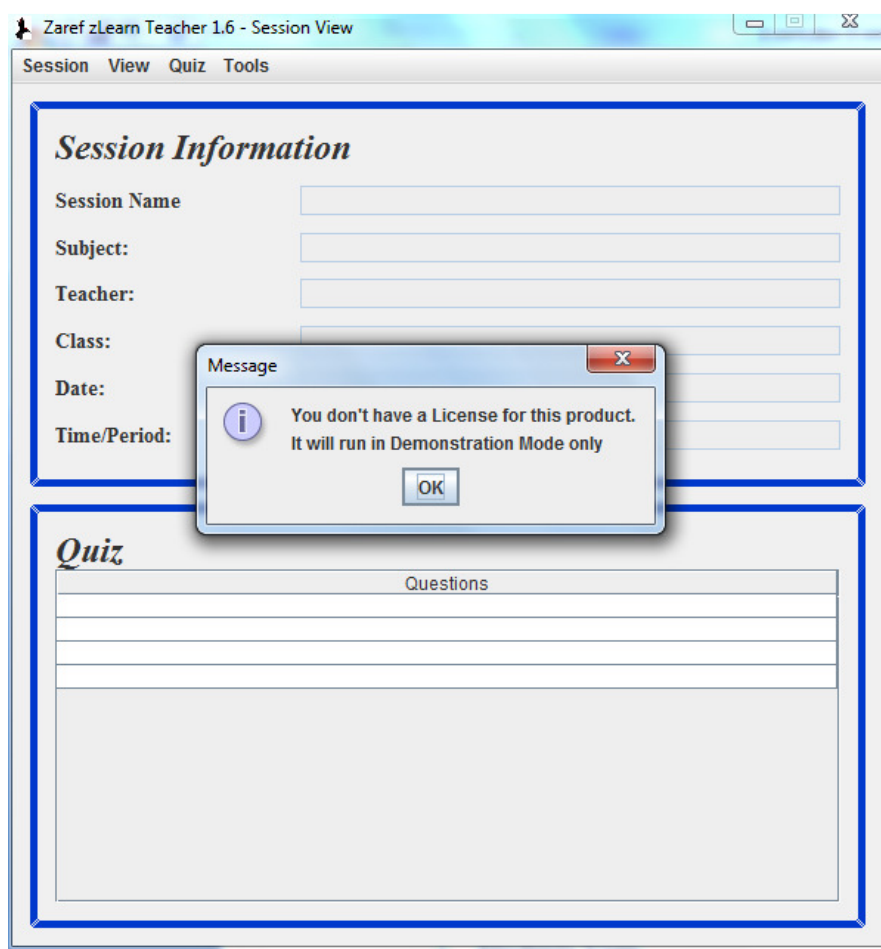 Zaref zLearn Teacher 1.6 - Session View
Session View Quiz Tools
Session Information
Session Name
Subject:
Teacher:
Class:
Date:
Time/Period:
Message
You don't have a License for this product.
It will run in Demonstration Mode only
OK
Quiz
Questions